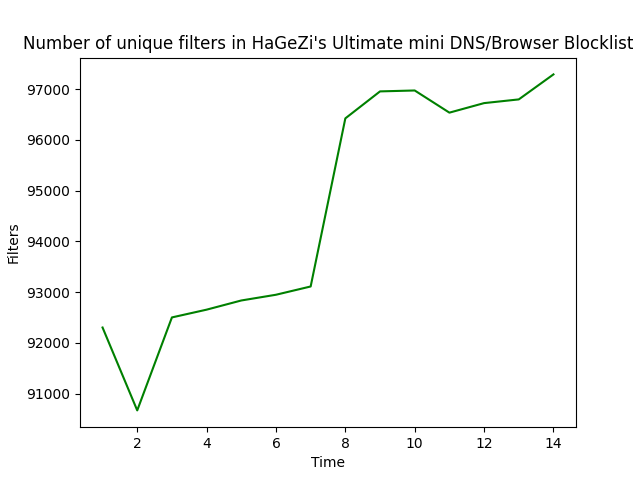 Number of unique filters in HaGeZi's Ultimate mini DNS/Browser Blocklist
97000
96000
95000
94000
93000
92000
91000
Filters
2 4 6 8 10 12 14
Time